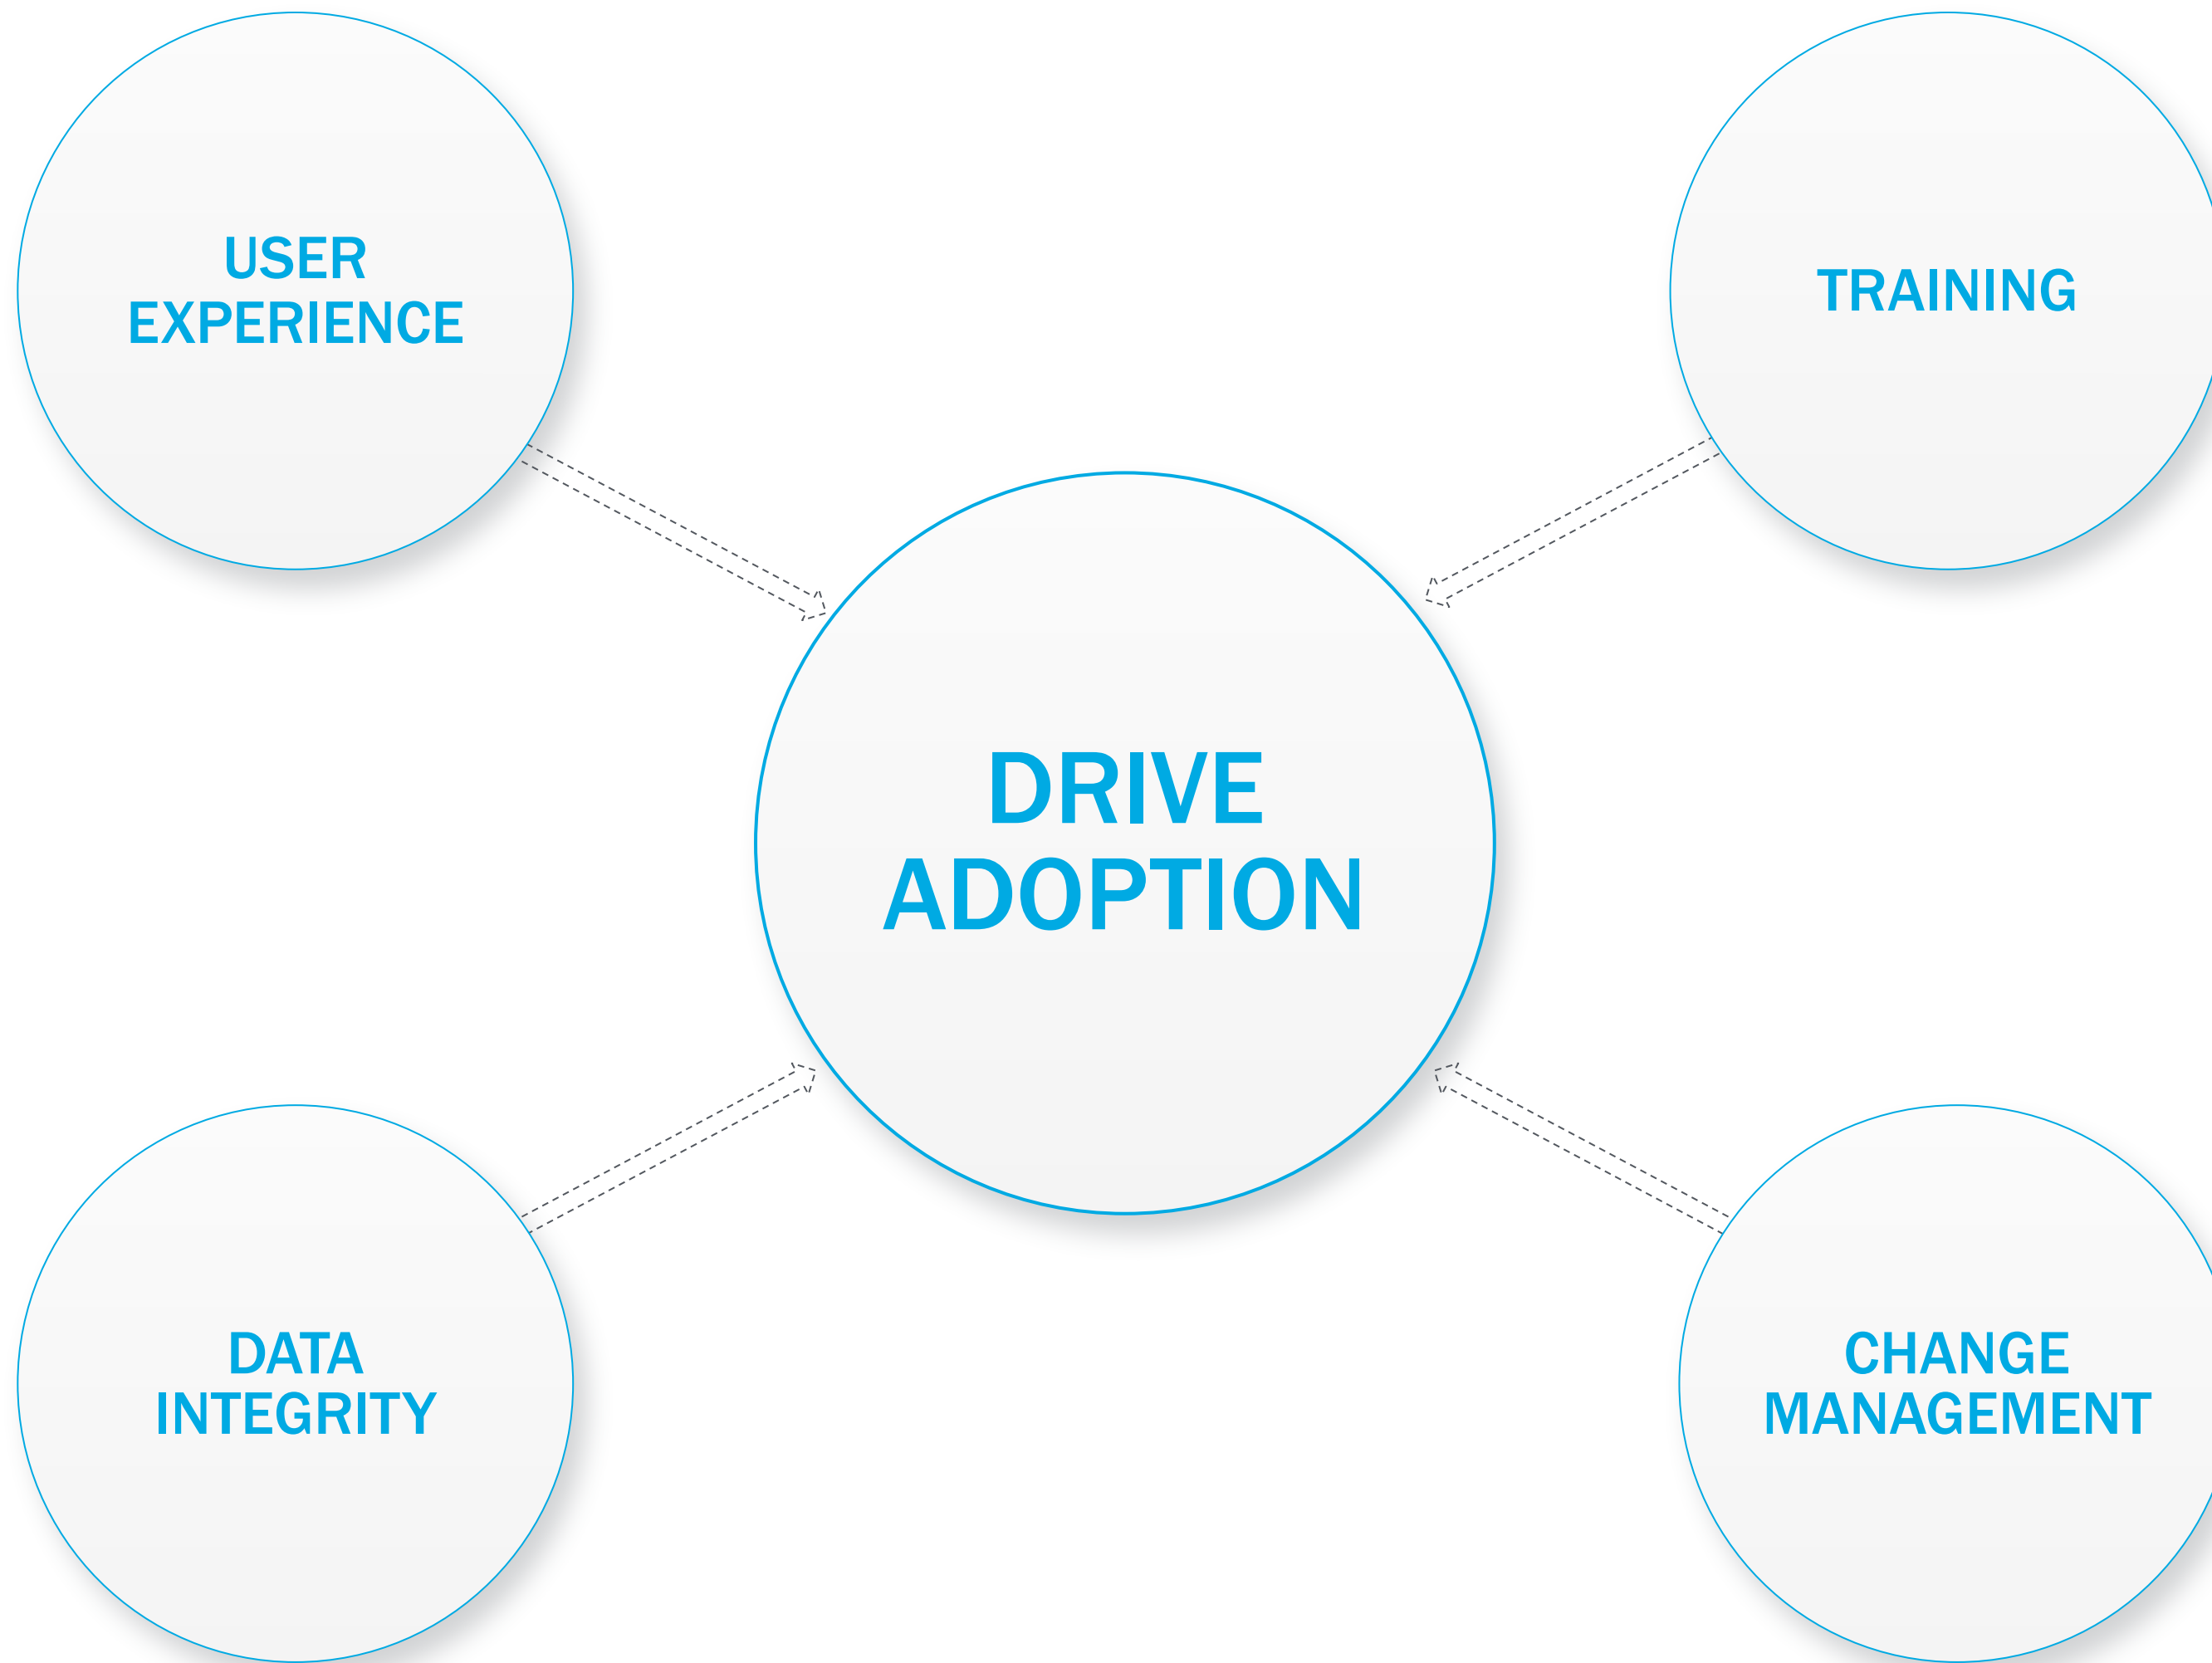 USER
EXPERIENCE
TRAINING
DRIVE
ADOPTION
DATA
INTEGRITY
CHANGE
MANAGEMENT